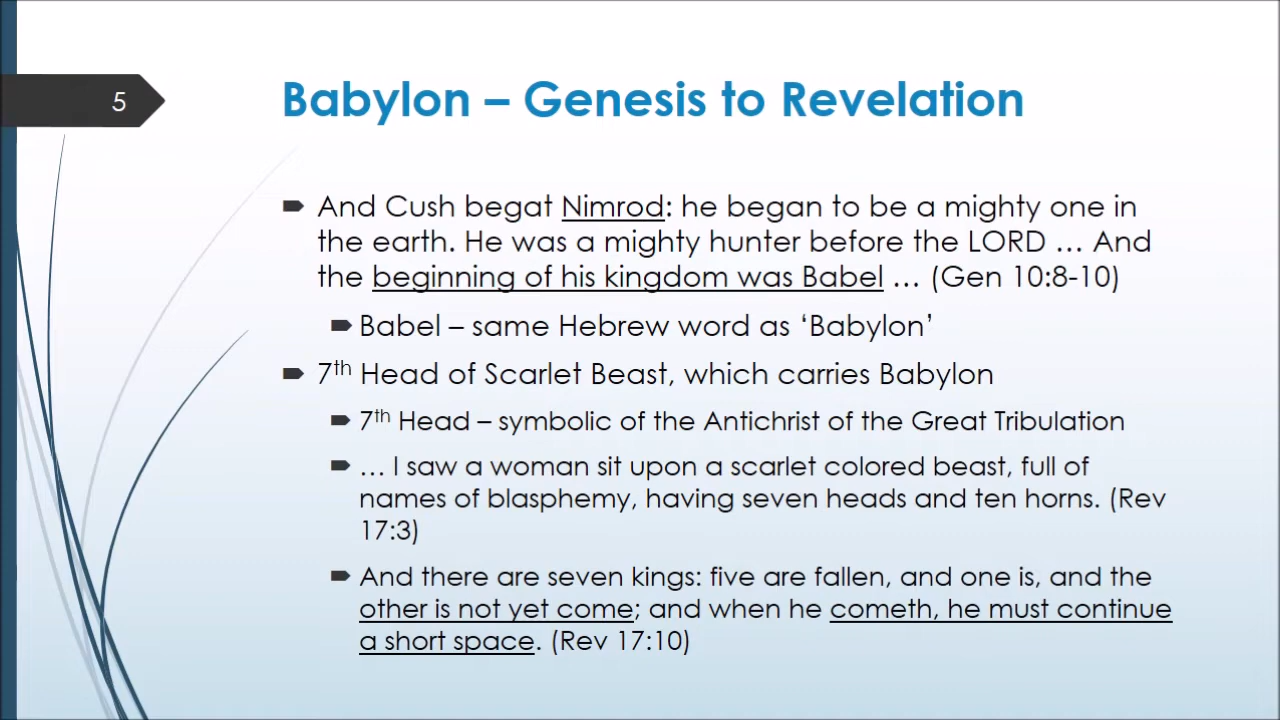 5
Babylon – Genesis to Revelation
And Cush begat Nimrod: he began to be a mighty one in
the earth. He was a mighty hunter before the LORD … And
the beginning of his kingdom was Babel … (Gen 10:8-10)
Babel – same Hebrew word as ‘Babylon’
7th Head of Scarlet Beast, which carries Babylon
7th Head – symbolic of the Antichrist of the Great Tribulation
… I saw a woman sit upon a scarlet colored beast, full of
names of blasphemy, having seven heads and ten horns. (Rev
17:3)
And there are seven kings: five are fallen, and one is, and the
other is not yet come; and when he cometh, he must continue
a short space. (Rev 17:10)